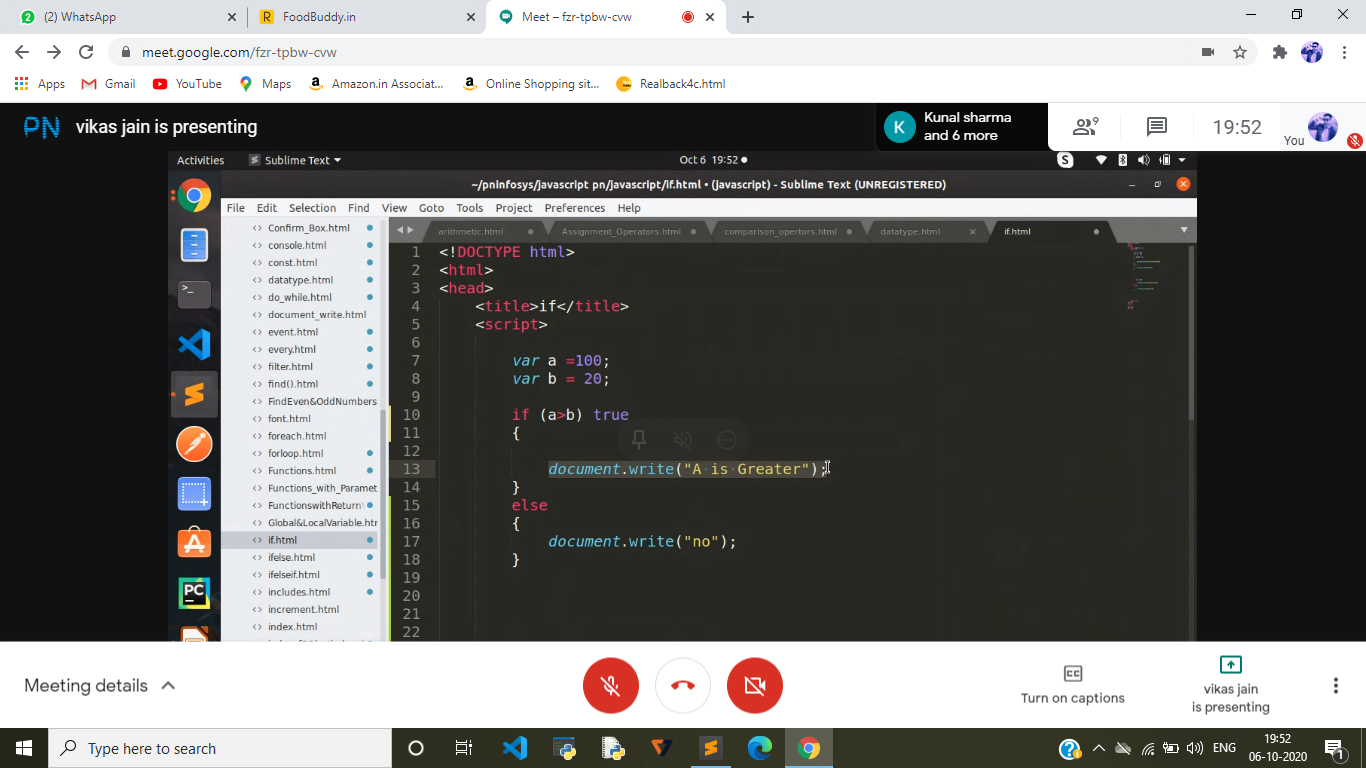 (2) WhatsApp
FoodBuddy.in
Meet – fzr-tpbw-cvw
meet.google.com/fzr-tpbw-cvw
Apps
Gmail
YouTube
Maps
Amazon.in Associat...
Online Shopping sit...
Realback4c.html
PN
vikas jain is presenting
K
Kunal sharma
and 6 more
9
19:52
You
Activities
Sublime Text
Oct 6 19:52
~/pninfosys/javascript pn/javascript/if.html • (javascript) - Sublime Text (UNREGISTERED)
File Edit Selection Find View Goto Tools Project Preferences Help
Confirm_Box.html
console.html
const.html
datatype.html
do_while.html
document_write.html
event.html
every.html
filter.html
find().html
FindEven&OddNumbers
font.html
foreach.html
forloop.html
Functions.html
Functions_with_Paramet
FunctionswithReturn
Global&LocalVariable.htr
if.html
ifelse.html
ifelseif.html
includes.html
increment.html
index.html
arithmetic.html
Assignment_Operators.html
comparison_opertors.html
datatype.html
if.html
1 <!DOCTYPE html>
2 <html>
3 <head>
4 <title>if</title>
5 <script>
6
7 var a =100;
8 var b = 20;
9
10 if (a>b) true
11 {
12
13 document.write("A is Greater");
14 }
15 else
16 {
17 document.write("no");
18 }
19
20
21
22
PC
Meeting details
Turn on captions
vikas jain
is presenting
Type here to search
ENG
19:52
06-10-2020
1